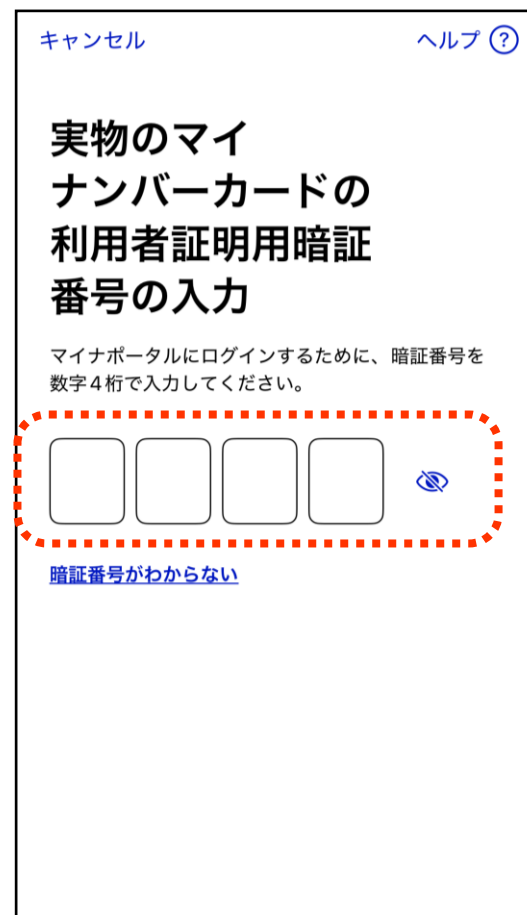 キャンセル
ヘルプ ?
実物のマイ
ナンバーカードの
利用者証明用暗証
番号の入力
マイナポータルにログインするために、暗証番号を
数字４桁で入力してください。
暗証番号がわからない